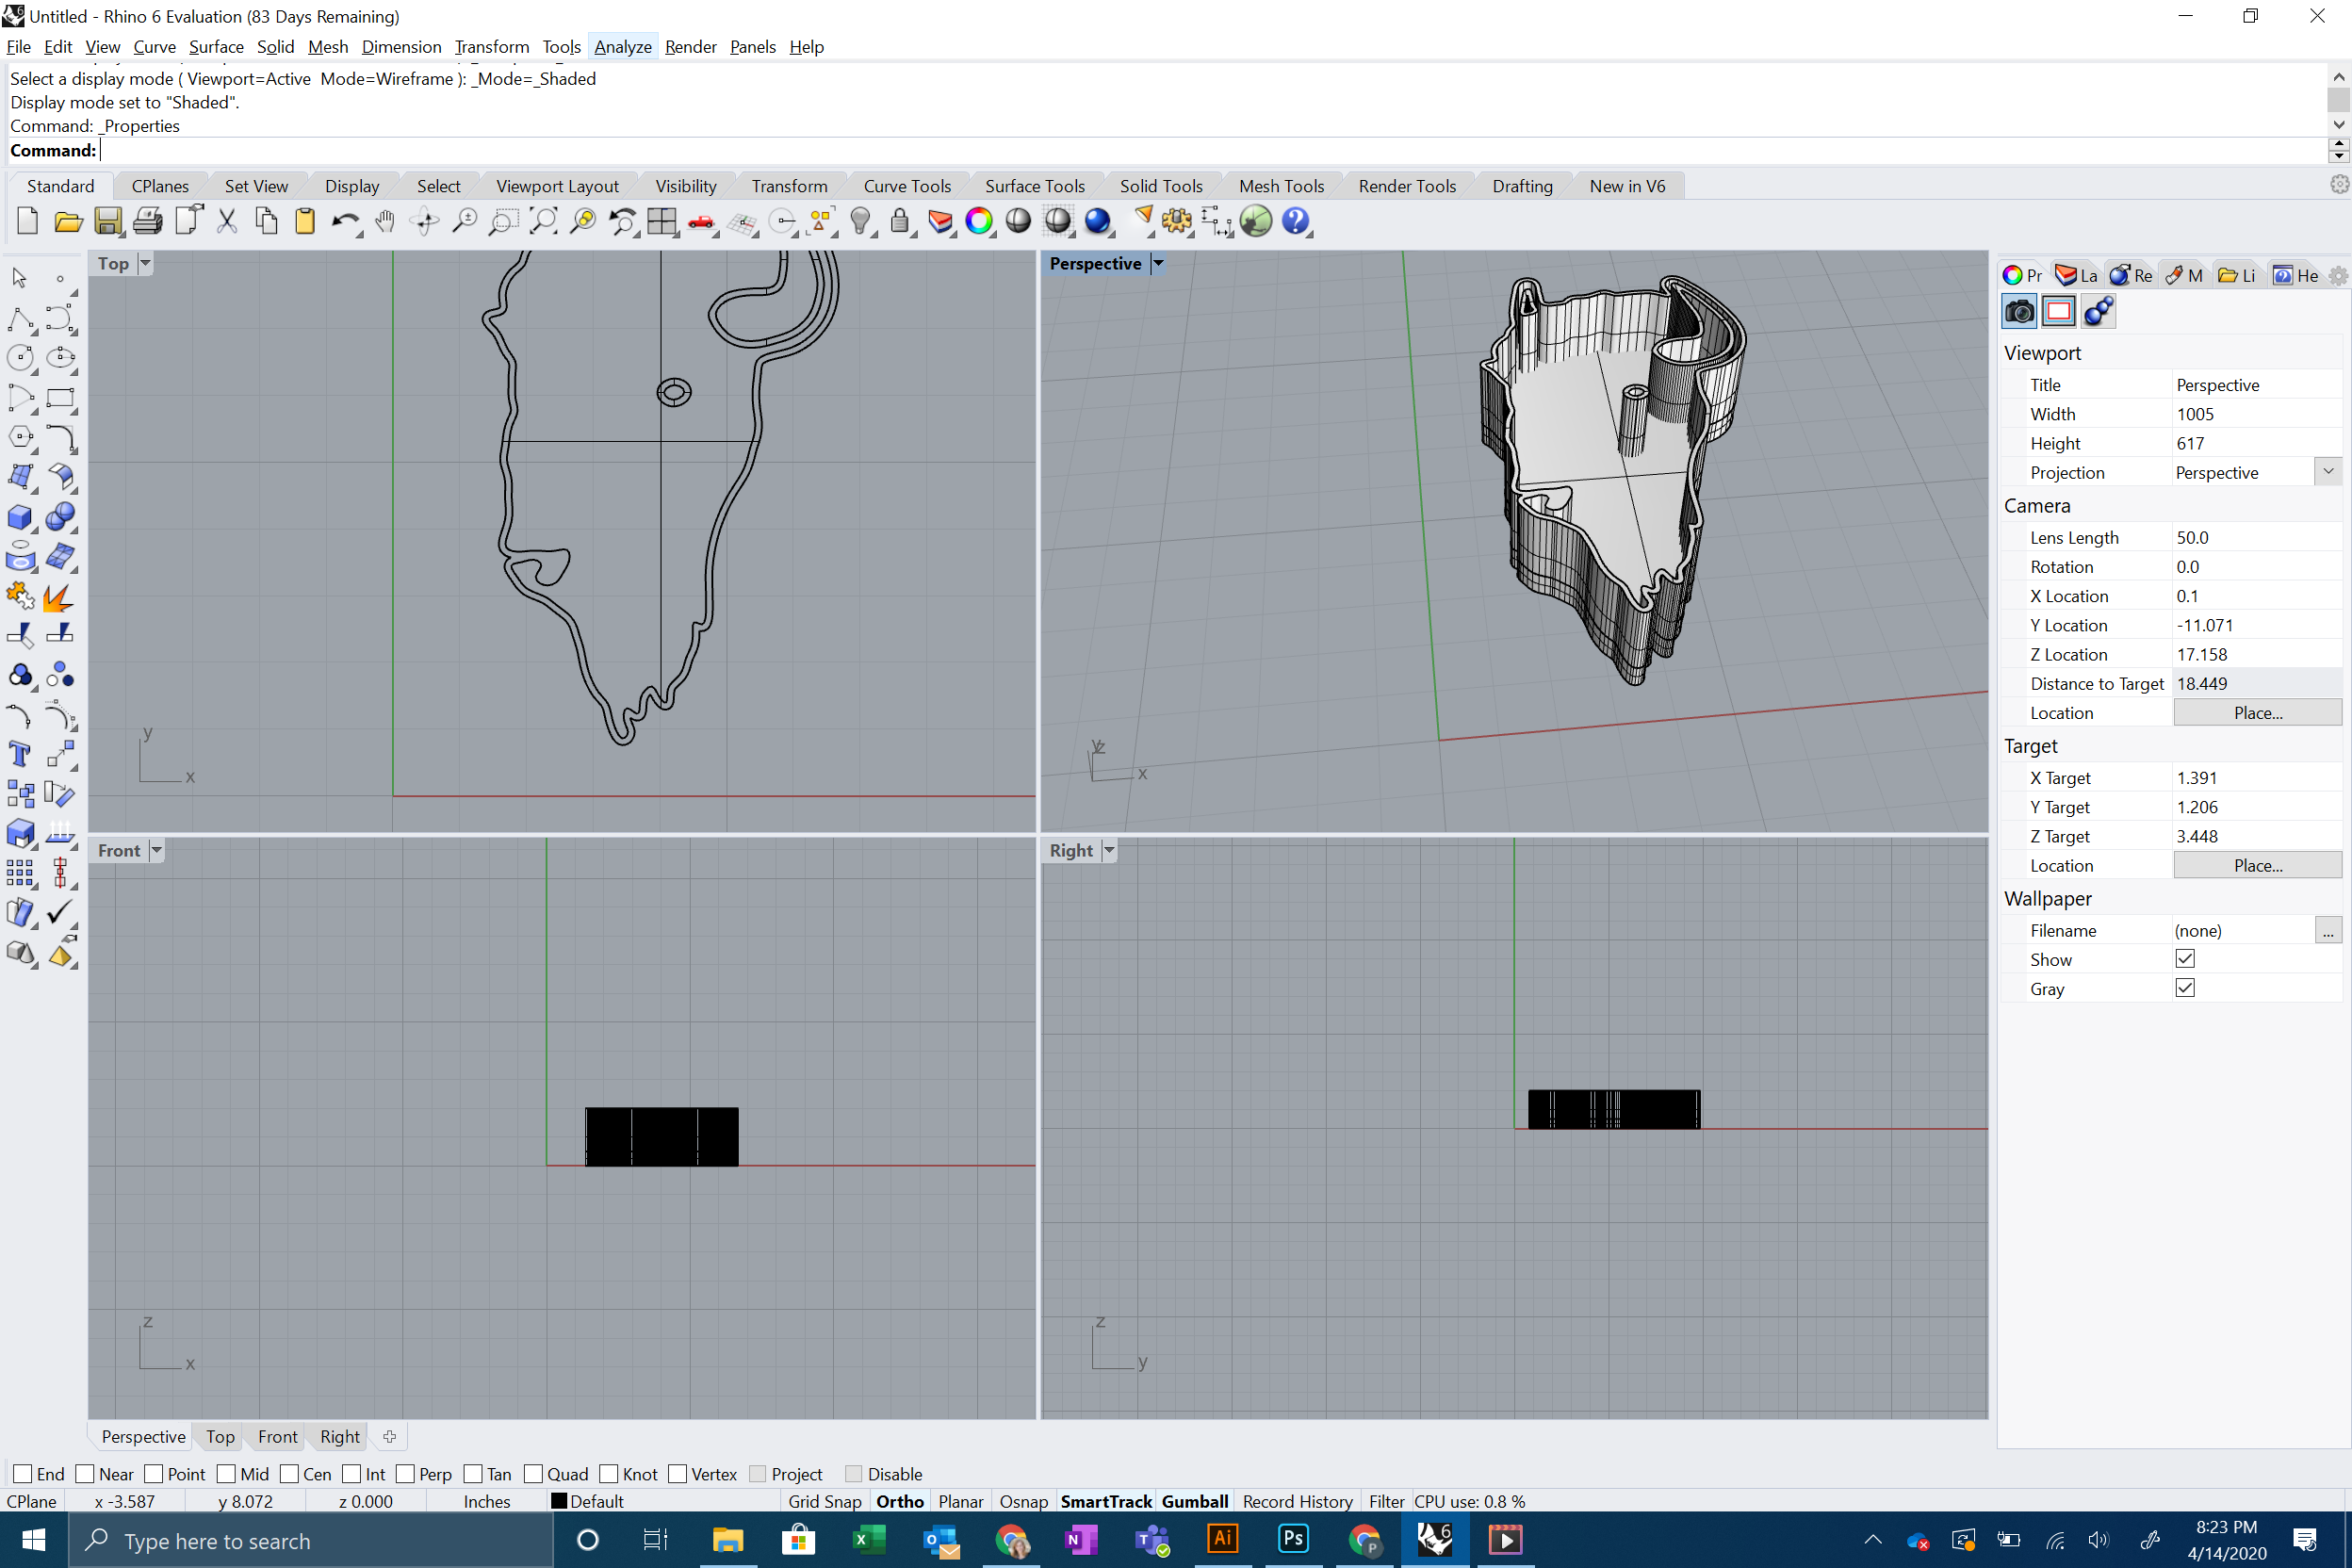 Untitled - Rhino 6 Evaluation (83 Days Remaining)
File Edit View Curve Surface Solid Mesh Dimension Transform Tools Analyze Render Panels Help
Select a display mode ( Viewport=Active Mode=Wireframe ): _Mode=_Shaded
Display mode set to "Shaded".
Command: _Properties
Command:
Standard CPlanes Set View Display Select Viewport Layout Visibility Transform Curve Tools Surface Tools Solid Tools Mesh Tools Render Tools Drafting New in V6
Top
y
x
Perspective
y z
x
Front
z
x
Right
z
y
Pr La Re M Li He
Viewport
Title Perspective
Width 1005
Height 617
Projection Perspective
Camera
Lens Length 50.0
Rotation 0.0
X Location 0.1
Y Location -11.071
Z Location 17.158
Distance to Target 18.449
Location Place...
Target
X Target 1.391
Y Target 1.206
Z Target 3.448
Location Place...
Wallpaper
Filename (none) ...
Show
Gray
Perspective Top Front Right
End Near Point Mid Cen Int Perp Tan Quad Knot Vertex Project Disable
CPlane x -3.587 y 8.072 z 0.000 Inches Default Grid Snap Ortho Planar Osnap SmartTrack Gumball Record History Filter CPU use: 0.8 %
Type here to search
Ai Ps P 6
8:23 PM
4/14/2020